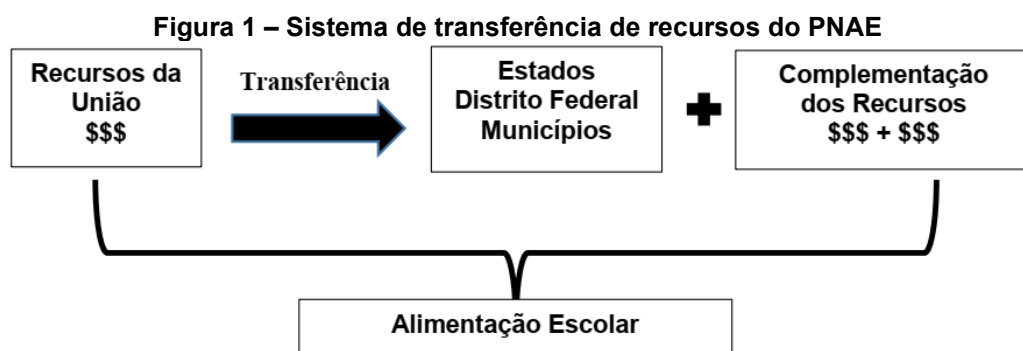 Figura 1 – Sistema de transferência de recursos do PNAE
Recursos da
União
$$$
Transferência
Estados
Distrito Federal
Municípios
Complementação
dos Recursos
$$$ + $$$
Alimentação Escolar